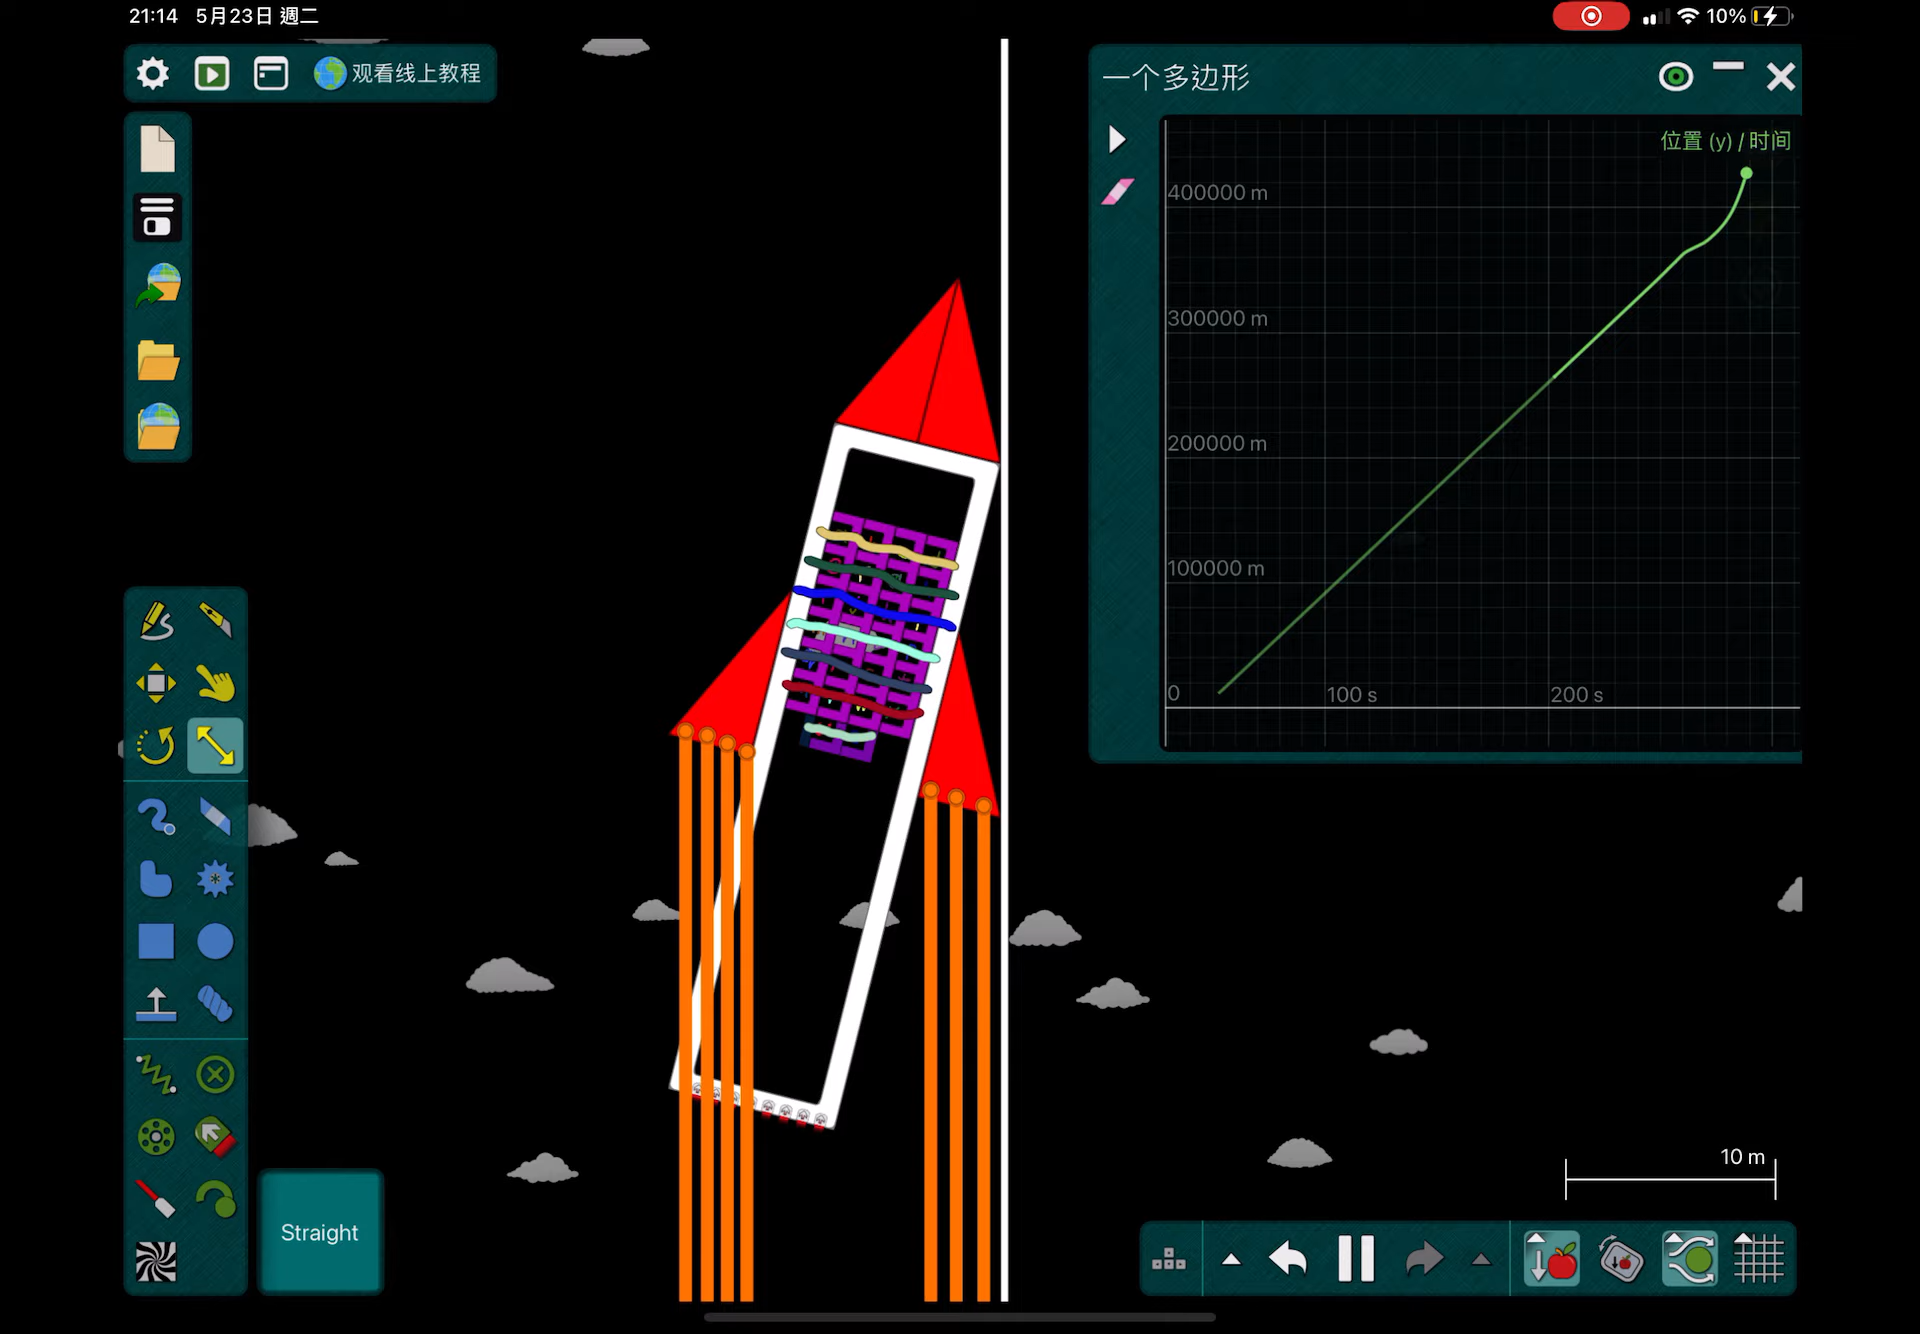 21:14 5月23日 週二
10%
观看线上教程
一个多边形
位置 (y) / 时间
400000 m
300000 m
200000 m
100000 m
0
100 s
200 s
10 m
Straight